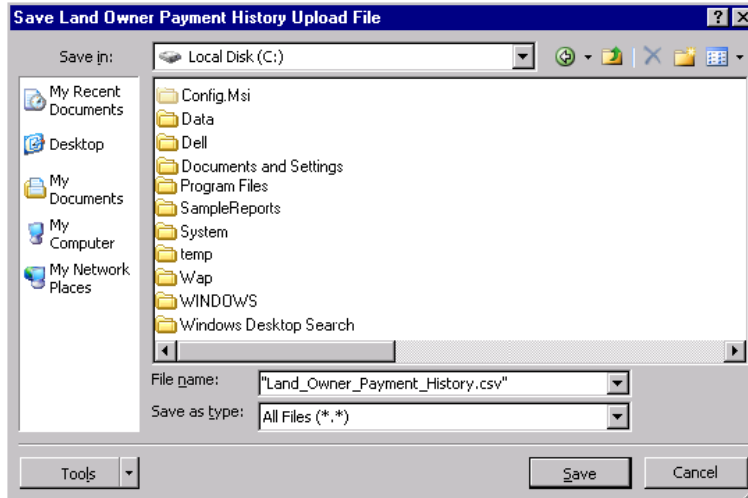 Save Land Owner Payment History Upload File
Save in:
Local Disk (C:)
My Recent
Documents
Desktop
My
Documents
My
Computer
My Network
Places
Config.Msi
Data
Dell
Documents and Settings
Program Files
SampleReports
System
temp
Wap
WINDOWS
Windows Desktop Search
File name:
"Land_Owner_Payment_History.csv"
Save as type:
All Files (*.*)
Tools
Save
Cancel